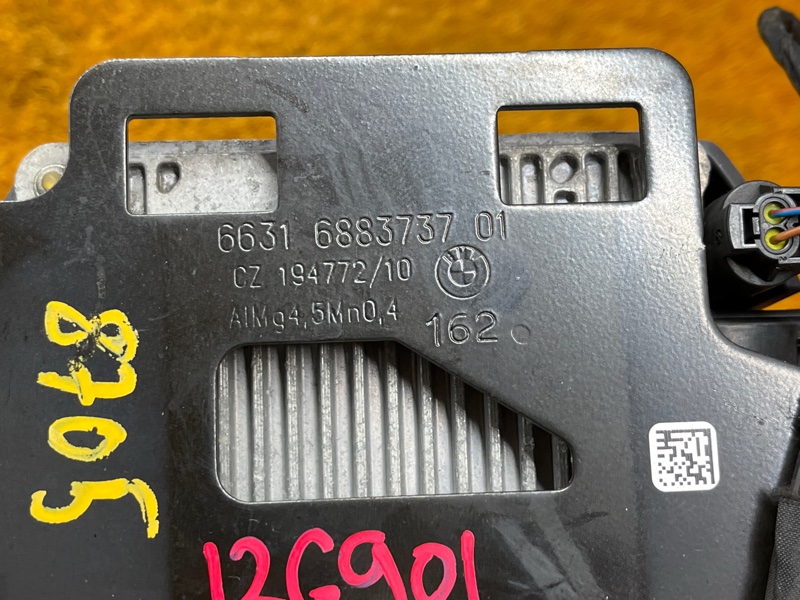 6631 6883737 01
CZ 194772/10
AlMg4,5Mn0,4
162
12G901